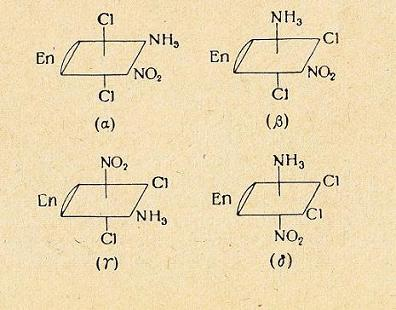 Cl NH₃
NH₃ Cl
En NO₂
En NO₂
Cl Cl
(α) (β)
NO₂ Cl
NH₃ Cl
En NH₃
En Cl
Cl NO₂
(γ) (δ)